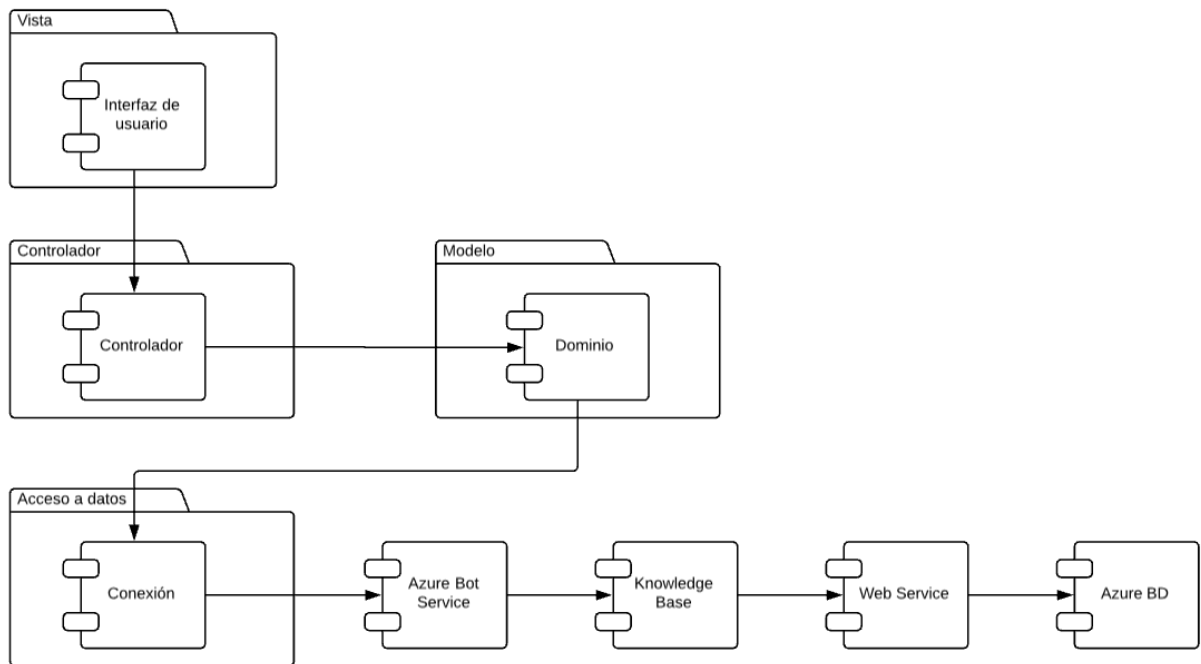 Vista
Interfaz de
usuario
Controlador
Modelo
Controlador
Dominio
Acceso a datos
Conexión
Azure Bot
Service
Knowledge
Base
Web Service
Azure BD